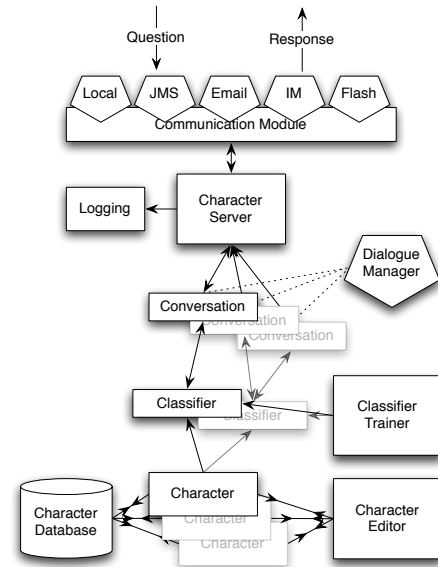 Question
Response
Local
JMS
Email
IM
Flash
Communication Module
Logging
Character
Server
Dialogue
Manager
Conversation
Conversation
Conversation
Classifier
Classifier
Classifier
Trainer
Character
Database
Character
Character
Character
Character
Editor